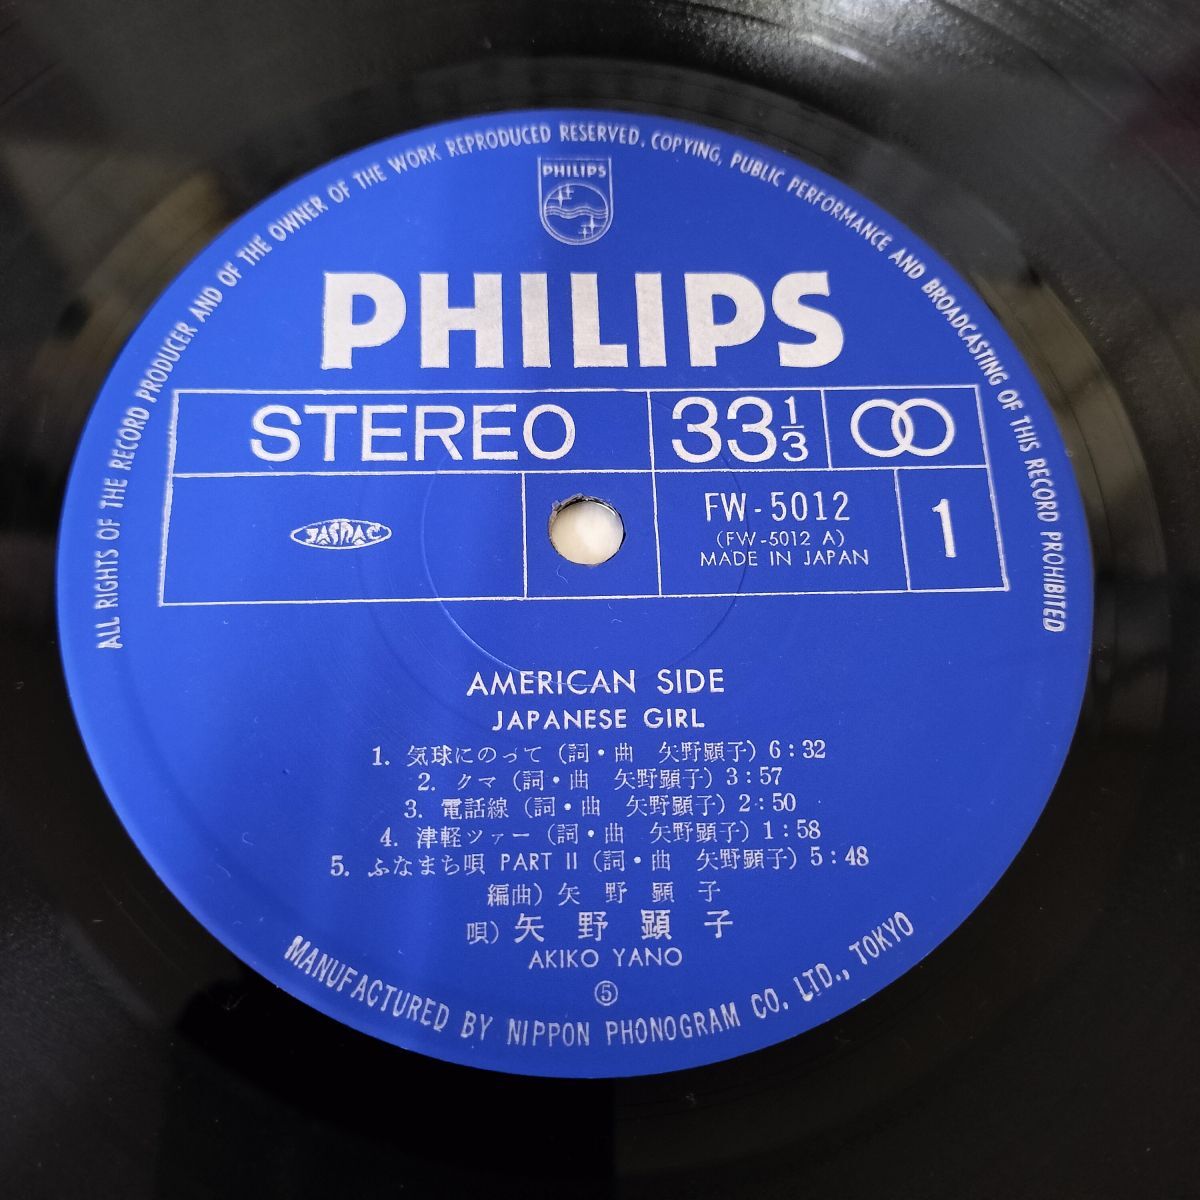 ALL RIGHTS OF THE RECORD PRODUCER AND OF THE OWNER OF THE WORK REPRODUCED RESERVED. COPYING, PUBLIC PERFORMANCE AND BROADCASTING OF THIS RECORD PROHIBITED
PHILIPS
PHILIPS
STEREO
33 1/3
JASRAC
FW-5012
(FW-5012 A)
MADE IN JAPAN
1
AMERICAN SIDE
JAPANESE GIRL
1. 気球にのって (詞・曲 矢野顕子) 6:32
2. クマ (詞・曲 矢野顕子) 3:57
3. 電話線 (詞・曲 矢野顕子) 2:50
4. 津軽ツァー (詞・曲 矢野顕子) 1:58
5. ふなまち唄 PART II (詞・曲 矢野顕子) 5:48
編曲) 矢野顕子
唄) 矢野顕子
AKIKO YANO
⑤
MANUFACTURED BY NIPPON PHONOGRAM CO. LTD., TOKYO